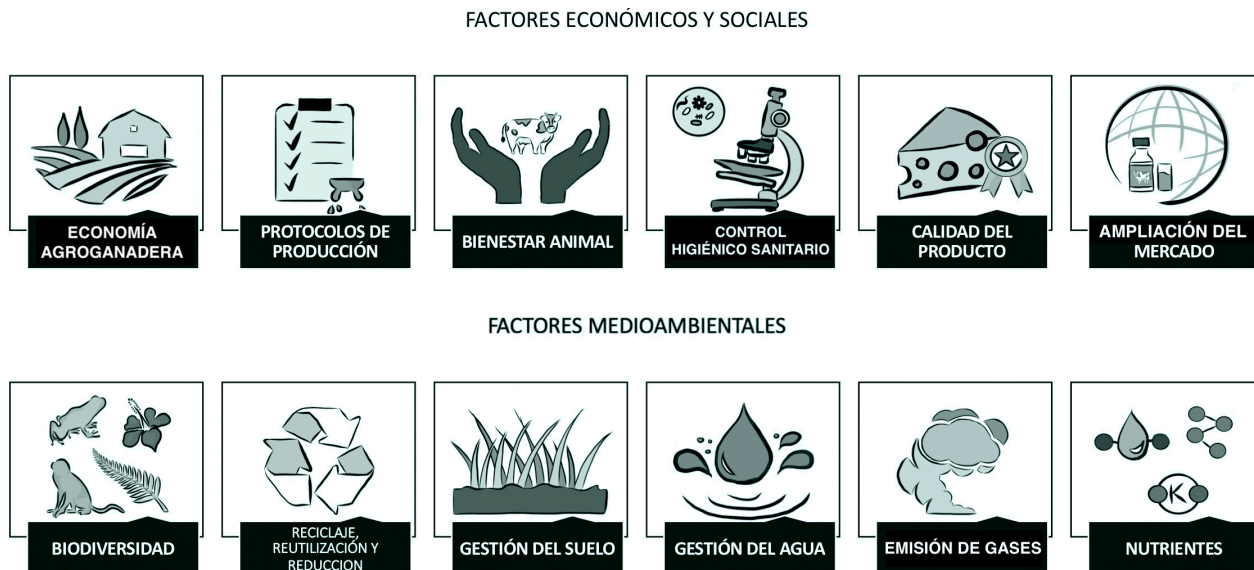 FACTORES ECONÓMICOS Y SOCIALES
ECONOMÍA
AGROGANADERA
PROTOCOLOS DE
PRODUCCIÓN
BIENESTAR ANIMAL
CONTROL
HIGIÉNICO SANITARIO
CALIDAD DEL
PRODUCTO
AMPLIACIÓN DEL
MERCADO
FACTORES MEDIOAMBIENTALES
BIODIVERSIDAD
RECICLAJE,
REUTILIZACIÓN Y
REDUCCION
GESTIÓN DEL SUELO
GESTIÓN DEL AGUA
EMISIÓN DE GASES
K
NUTRIENTES